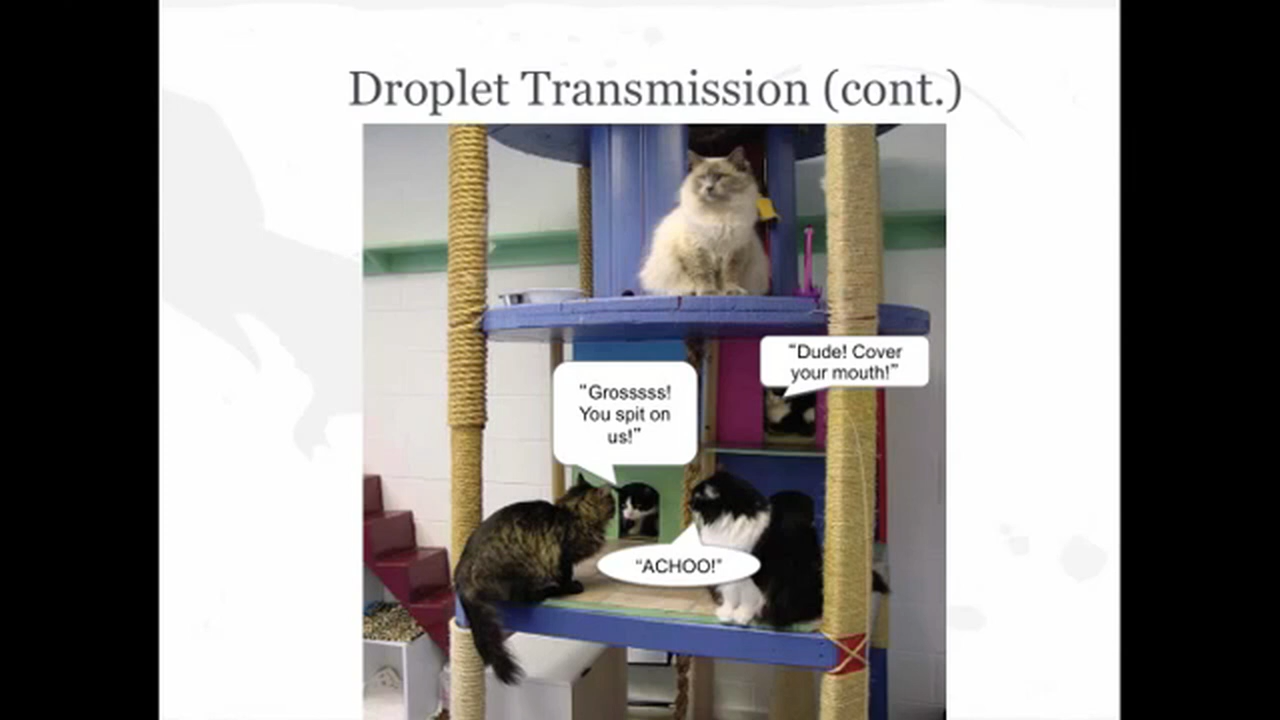 Droplet Transmission (cont.)
“Dude! Cover
your mouth!”
“Grosssss!
You spit on
us!”
“ACHOO!”